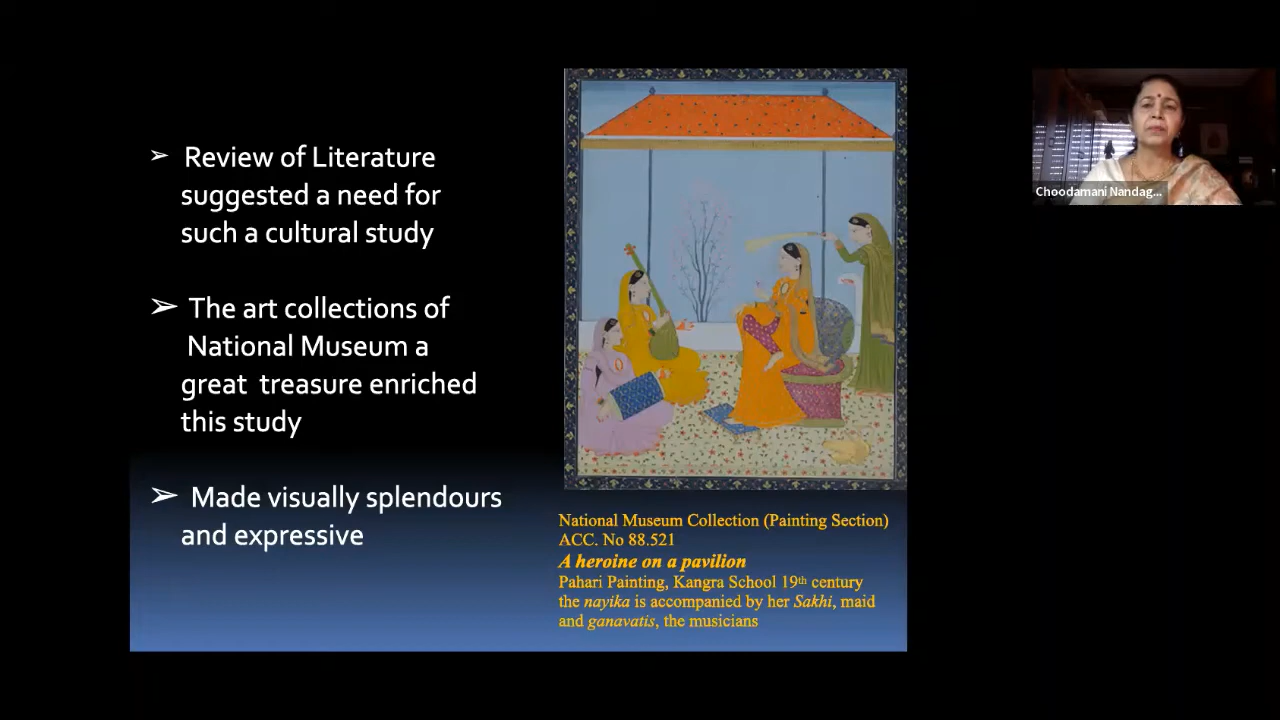 ➢ Review of Literature
suggested a need for
such a cultural study
➢ The art collections of
National Museum a
great treasure enriched
this study
➢ Made visually splendours
and expressive
National Museum Collection (Painting Section)
ACC. No 88.521
A heroine on a pavilion
Pahari Painting, Kangra School 19th century
the nayika is accompanied by her Sakhi, maid
and ganavatis, the musicians
Choodamani Nandag...